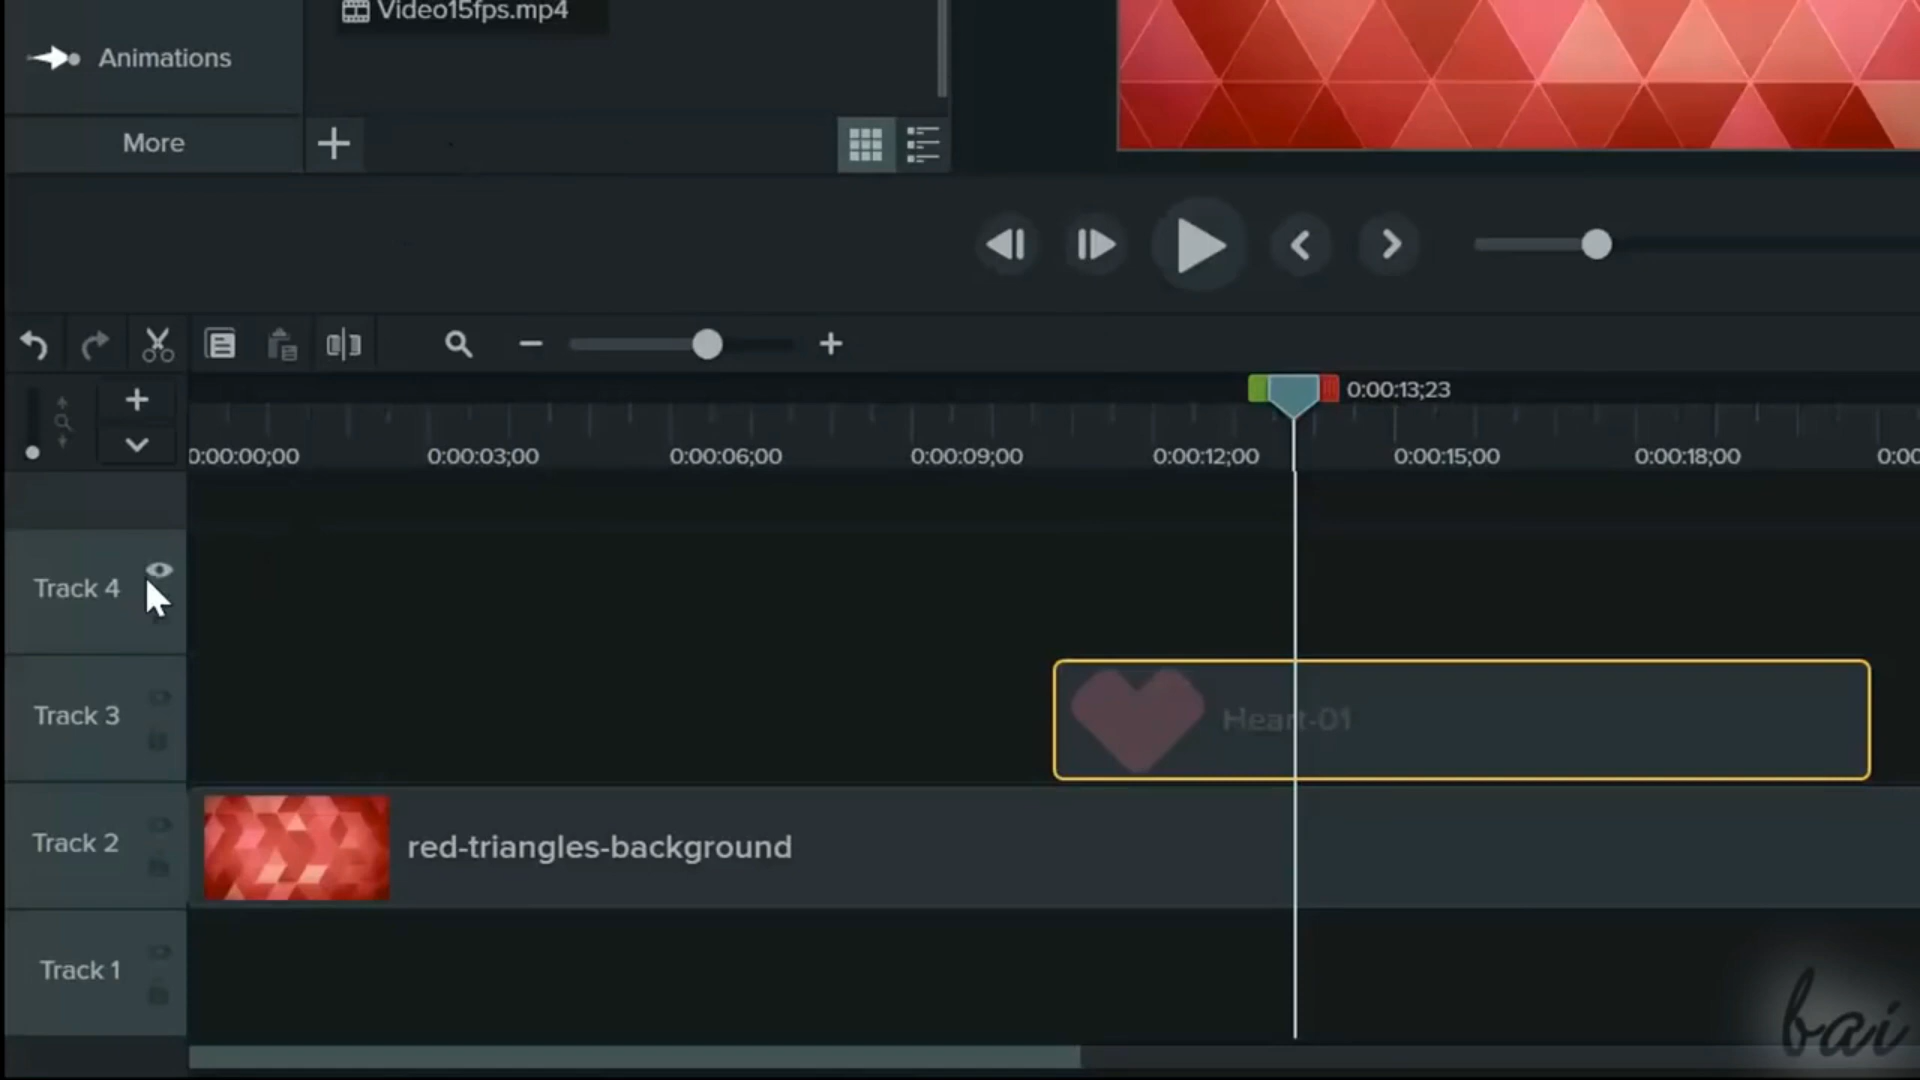 Video15fps.mp4
Animations
More
0:00:13;23
0:00:00;00
0:00:03;00
0:00:06;00
0:00:09;00
0:00:12;00
0:00:15;00
0:00:18;00
0:00
Track 4
Track 3
Heart-01
Track 2
red-triangles-background
Track 1
bai